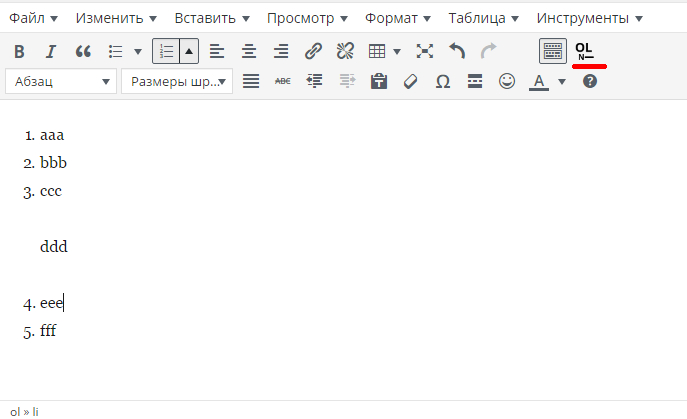 Файл Изменить Вставить Просмотр Формат Таблица Инструменты
B I ABC OL N
Абзац Размеры шр... ABC T Ω A ?
1. aaa
2. bbb
3. ccc
ddd
4. eee
5. fff
ol » li